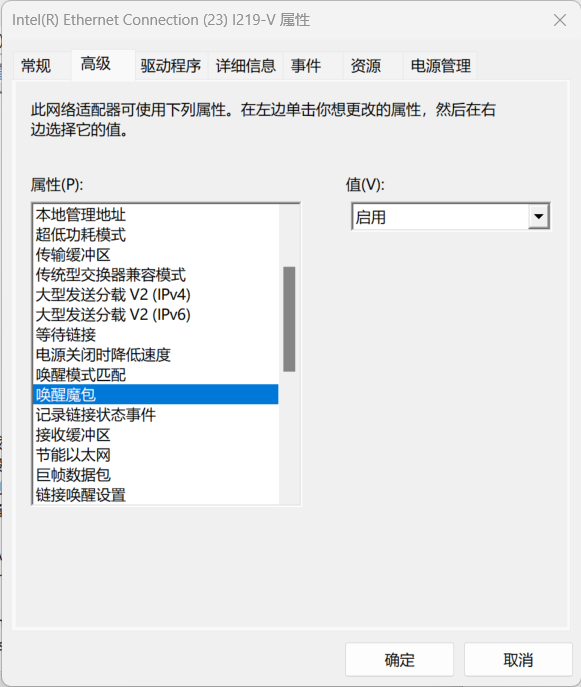 Intel(R) Ethernet Connection (23) I219-V 属性
常规 高级 驱动程序 详细信息 事件 资源 电源管理
此网络适配器可使用下列属性。在左边单击你想更改的属性，然后在右
边选择它的值。
属性(P): 值(V):
启用
本地管理地址
超低功耗模式
传输缓冲区
传统型交换器兼容模式
大型发送分载 V2 (IPv4)
大型发送分载 V2 (IPv6)
等待链接
电源关闭时降低速度
唤醒模式匹配
唤醒魔包
记录链接状态事件
接收缓冲区
节能以太网
巨帧数据包
链接唤醒设置
确定 取消